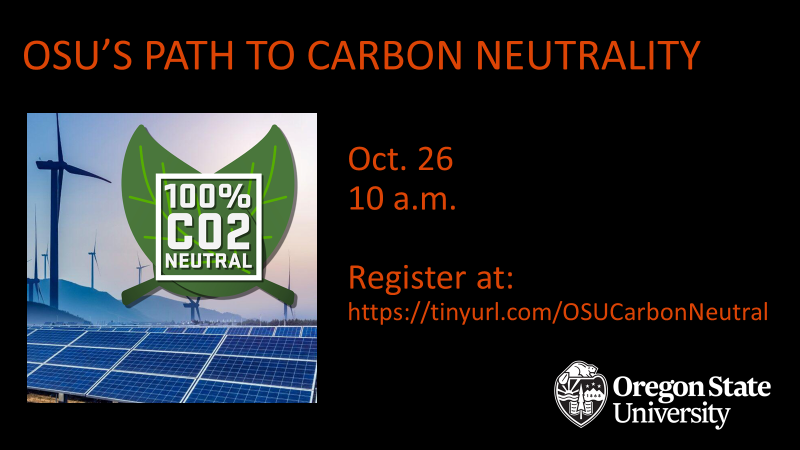 OSU'S PATH TO CARBON NEUTRALITY
100%
CO2
NEUTRAL
Oct. 26
10 a.m.
Register at:
https://tinyurl.com/OSUCarbonNeutral
Oregon State
University